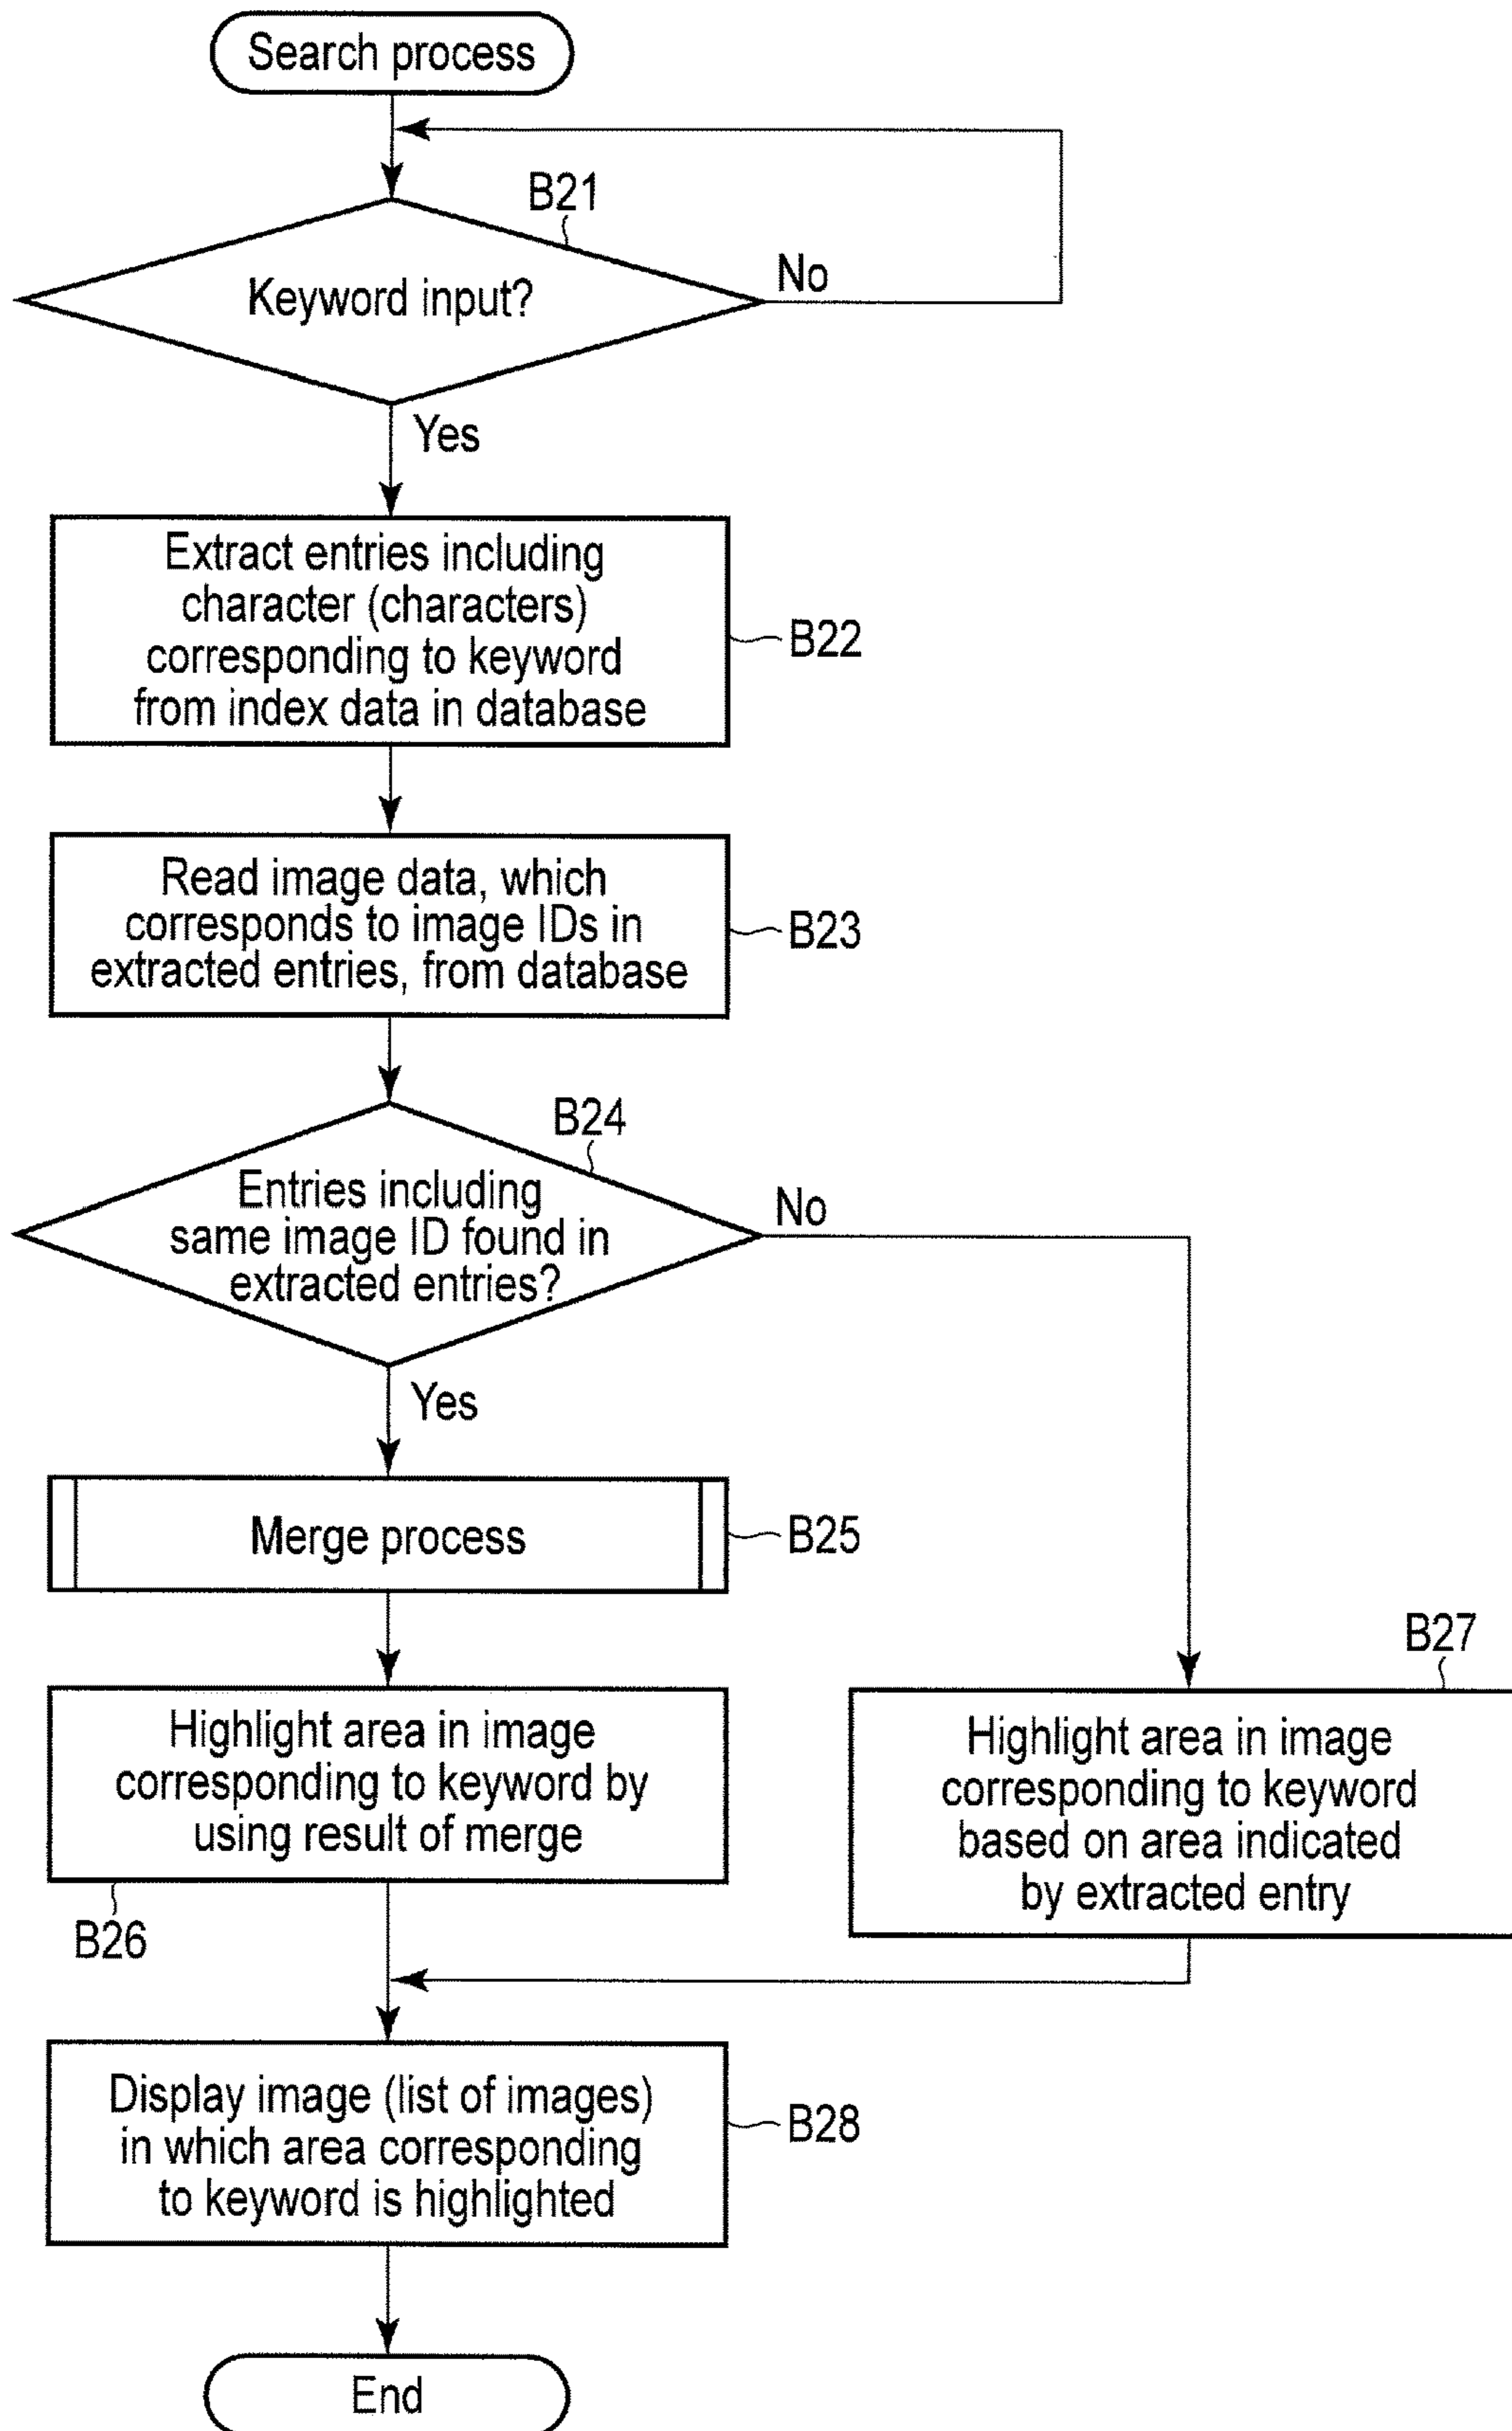 Search process
B21
Keyword input?
No
Yes
Extract entries including
character (characters)
corresponding to keyword
from index data in database
B22
Read image data, which
corresponds to image IDs in
extracted entries, from database
B23
B24
Entries including
same image ID found in
extracted entries?
No
Yes
Merge process
B25
Highlight area in image
corresponding to keyword by
using result of merge
B26
B27
Highlight area in image
corresponding to keyword
based on area indicated
by extracted entry
Display image (list of images)
in which area corresponding
to keyword is highlighted
B28
End